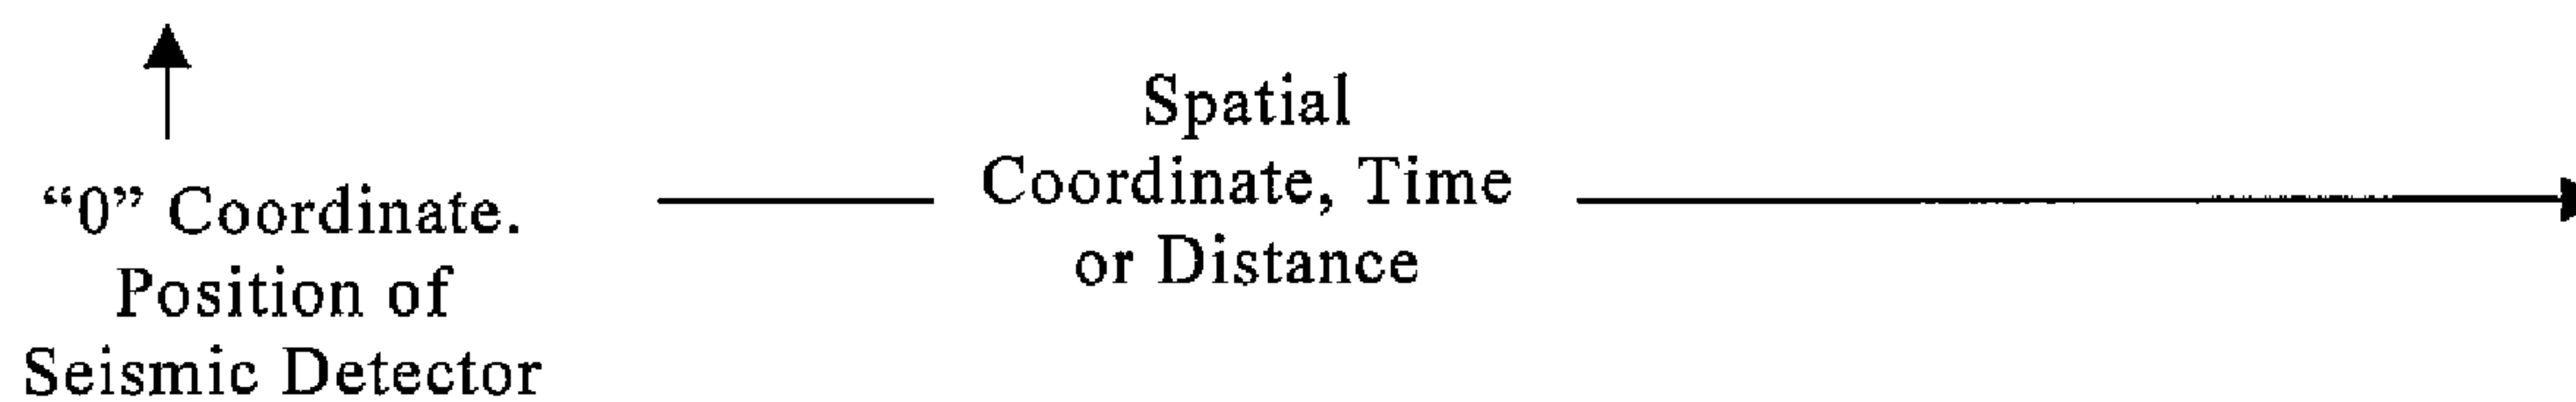 “0” Coordinate.
Position of
Seismic Detector
Spatial
Coordinate, Time
or Distance